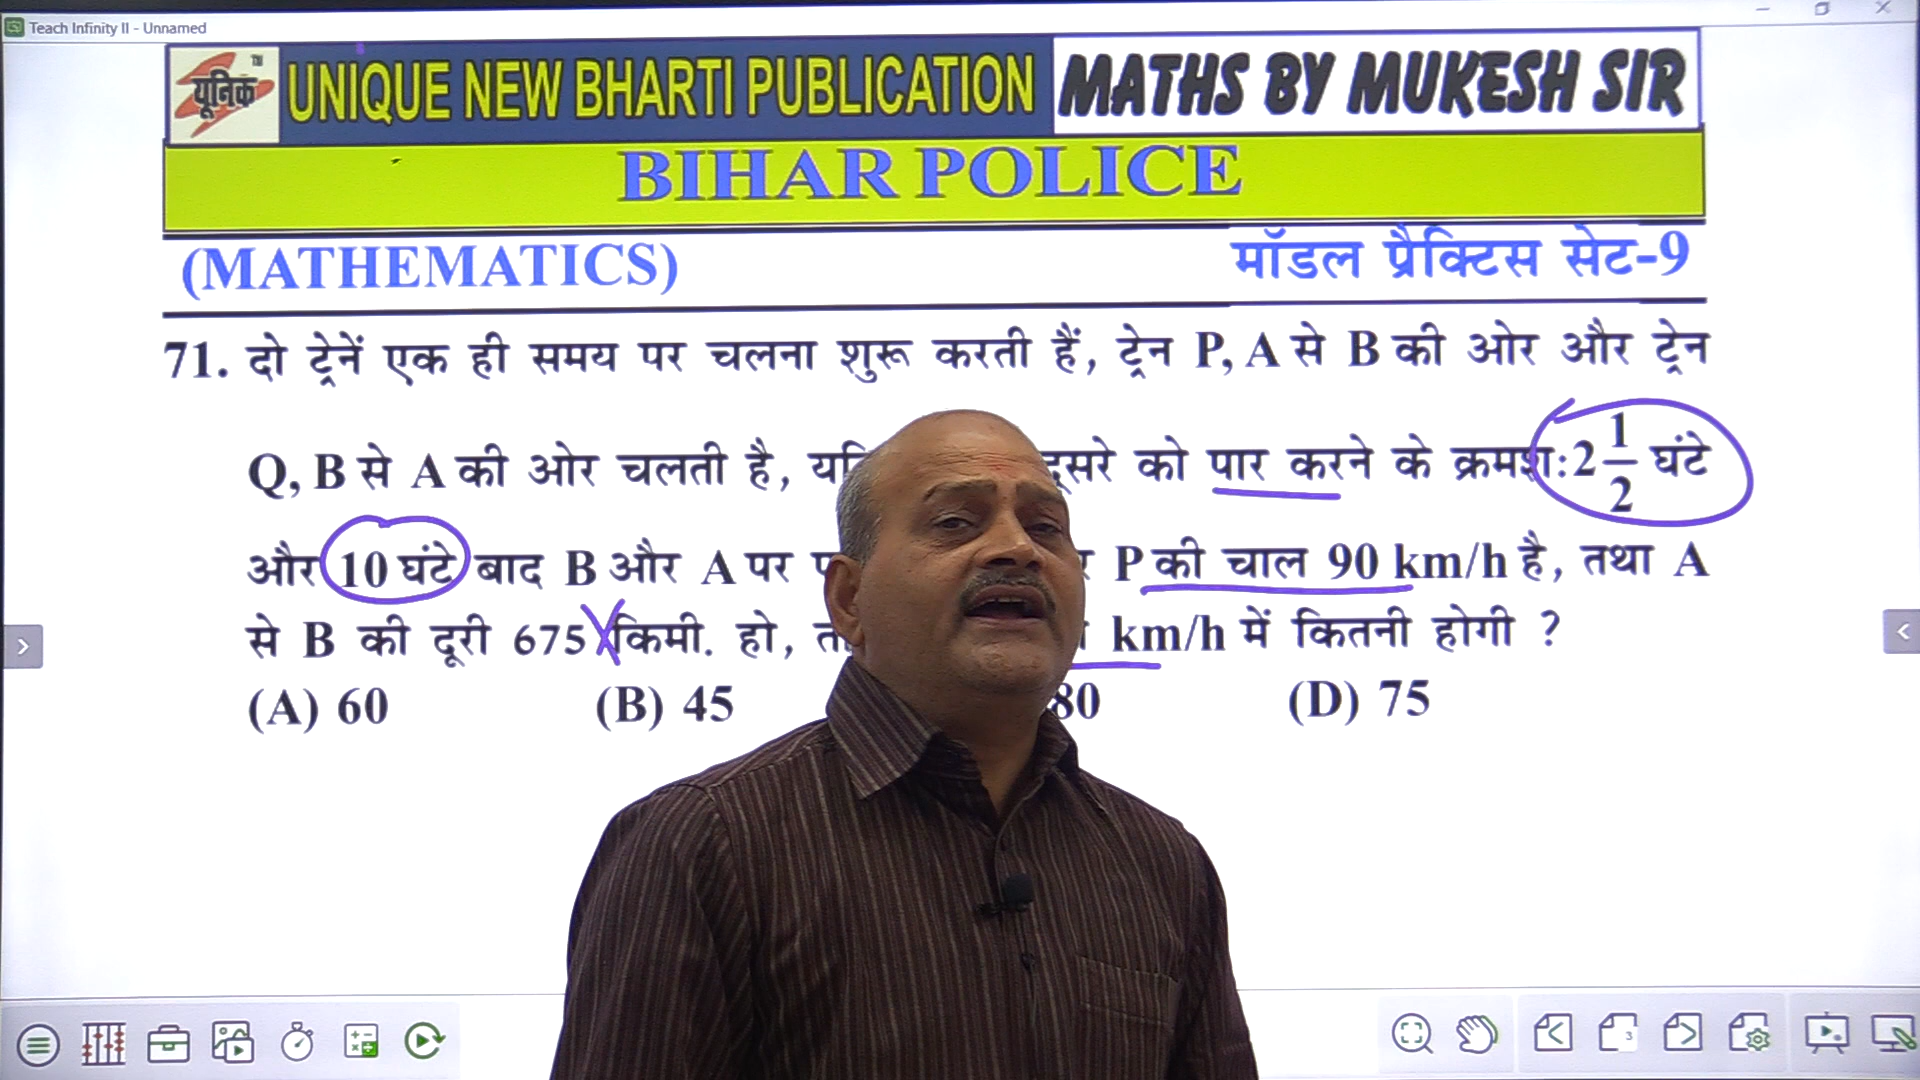 Teach Infinity II - Unnamed
यूनिक TM UNIQUE NEW BHARTI PUBLICATION MATHS BY MUKESH SIR
BIHAR POLICE
(MATHEMATICS) मॉडल प्रैक्टिस सेट-9
71. दो ट्रेनें एक ही समय पर चलना शुरू करती हैं, ट्रेन P, A से B की ओर और ट्रेन
Q, B से A की ओर चलती है, दूसरे को पार करने के क्रमश: 2 1/2 घंटे
और 10 घंटे बाद B और A पर P की चाल 90 km/h है, तथा A
से B की दूरी 675 किमी. हो, km/h में कितनी होगी ?
(A) 60 (B) 45 80 (D) 75
3